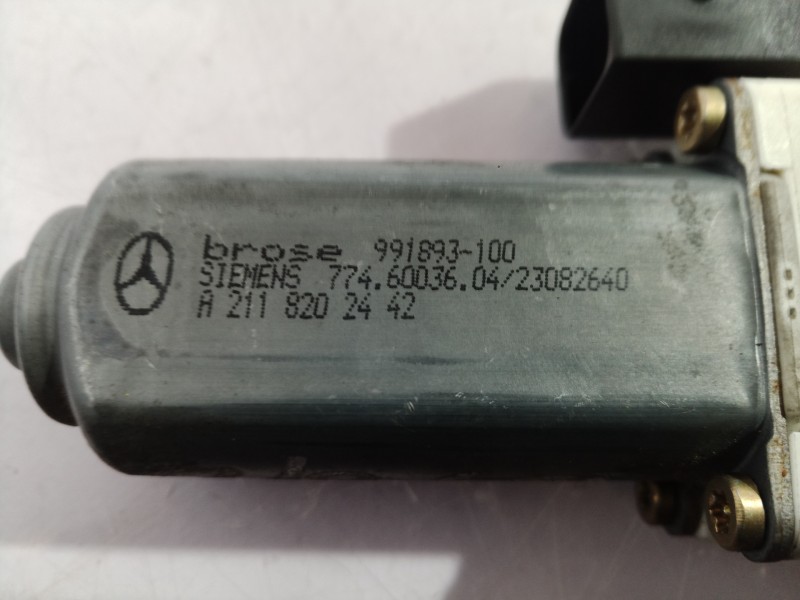 brose 991893-100
SIEMENS 774.60036.04/23082640
A 211 820 24 42